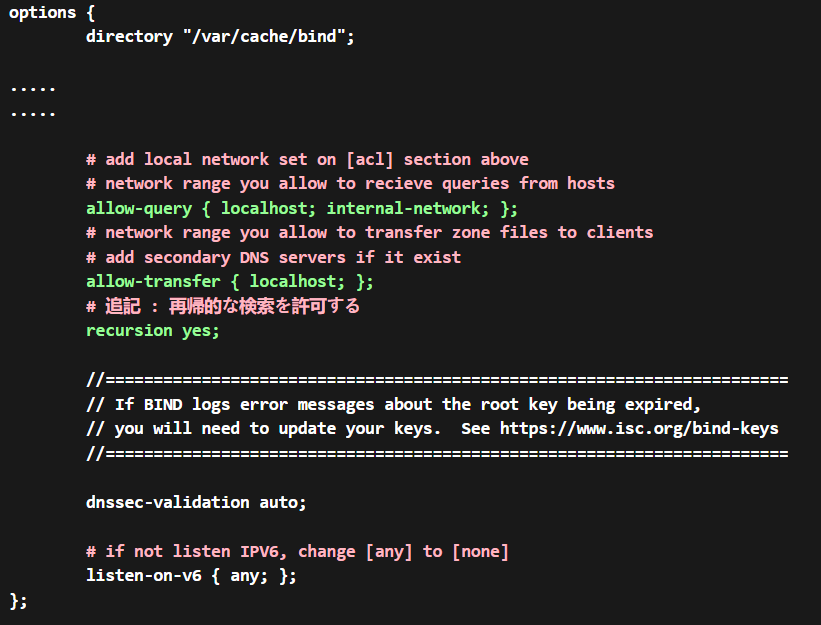 options {
directory "/var/cache/bind";
.....
.....
# add local network set on [acl] section above
# network range you allow to recieve queries from hosts
allow-query { localhost; internal-network; };
# network range you allow to transfer zone files to clients
# add secondary DNS servers if it exist
allow-transfer { localhost; };
# 追記 : 再帰的な検索を許可する
recursion yes;
//=======================================================================
// If BIND logs error messages about the root key being expired,
// you will need to update your keys.  See https://www.isc.org/bind-keys
//=======================================================================
dnssec-validation auto;
# if not listen IPV6, change [any] to [none]
listen-on-v6 { any; };
};